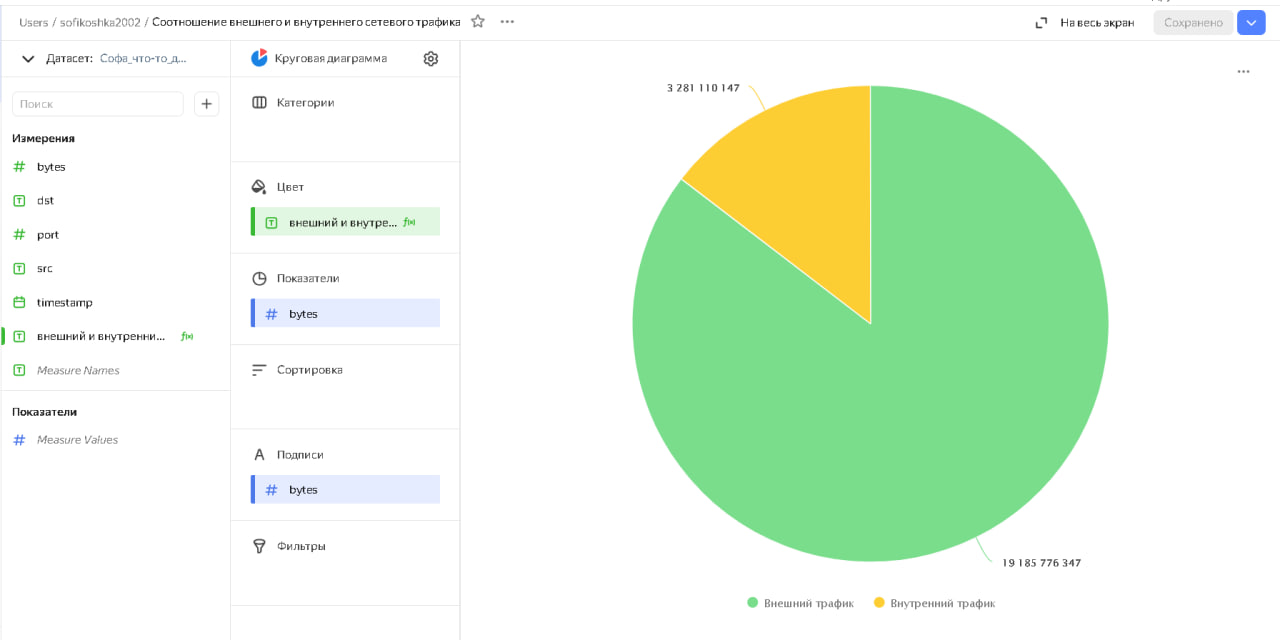 Users / sofikoshka2002 / Соотношение внешнего и внутреннего сетевого трафика
На весь экран
Сохранено
Датасет: Софа_что-то_д...
Поиск
Измерения
bytes
dst
port
src
timestamp
внешний и внутренни...
Measure Names
Показатели
Measure Values
Круговая диаграмма
Категории
Цвет
внешний и внутре...
Показатели
bytes
Сортировка
Подписи
bytes
Фильтры
3 281 110 147
19 185 776 347
Внешний трафик
Внутренний трафик